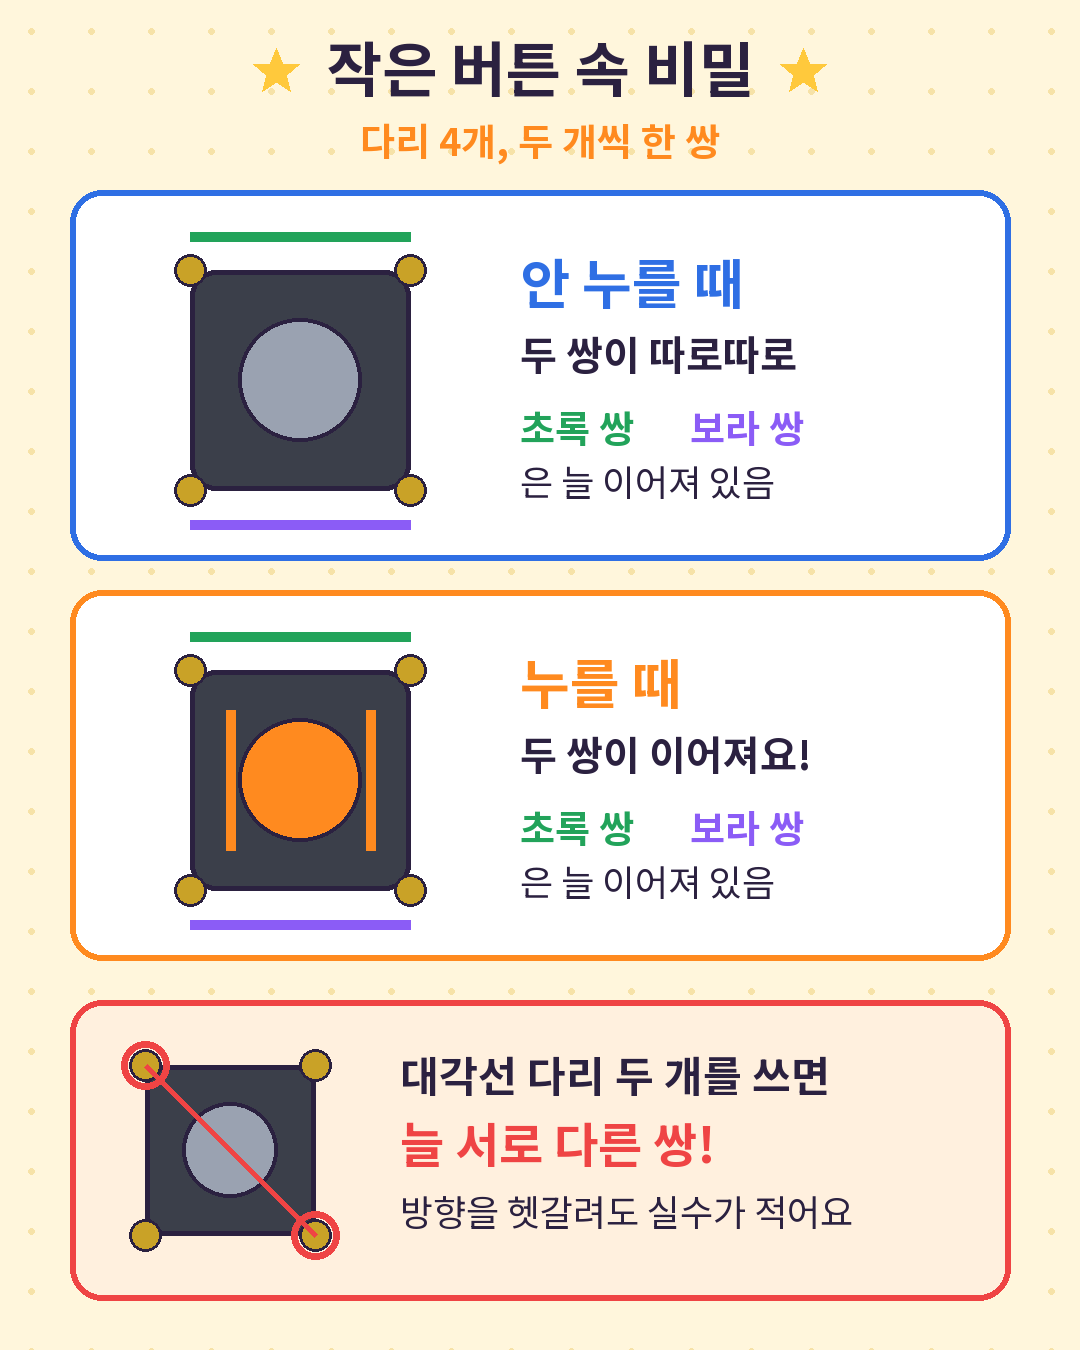 작은 버튼 속 비밀
다리 4개, 두 개씩 한 쌍
안 누를 때
두 쌍이 따로따로
초록 쌍 보라 쌍
은 늘 이어져 있음
누를 때
두 쌍이 이어져요!
초록 쌍 보라 쌍
은 늘 이어져 있음
대각선 다리 두 개를 쓰면
늘 서로 다른 쌍!
방향을 헷갈려도 실수가 적어요